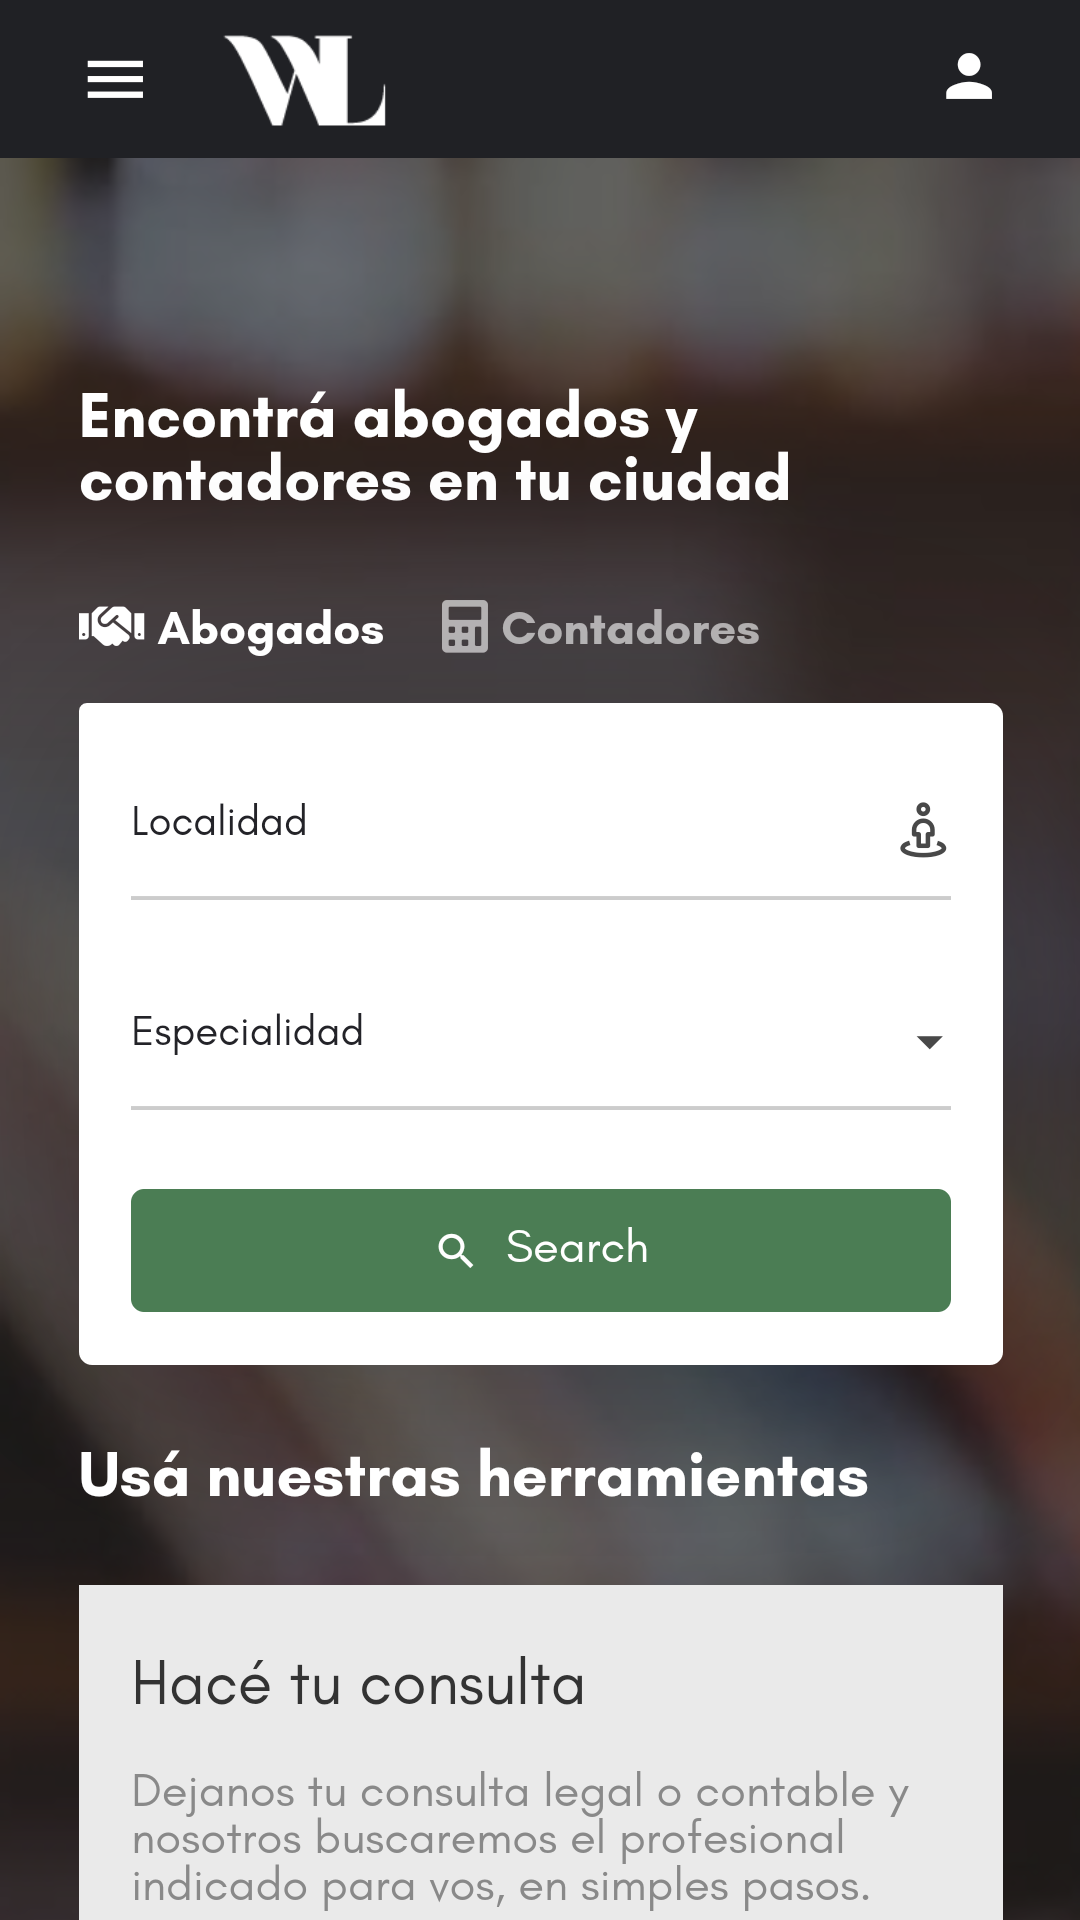 WL
Encontrá abogados y
contadores en tu ciudad
Abogados
Contadores
Localidad
Especialidad
Search
Usá nuestras herramientas
Hacé tu consulta
Dejanos tu consulta legal o contable y
nosotros buscaremos el profesional
indicado para vos, en simples pasos.